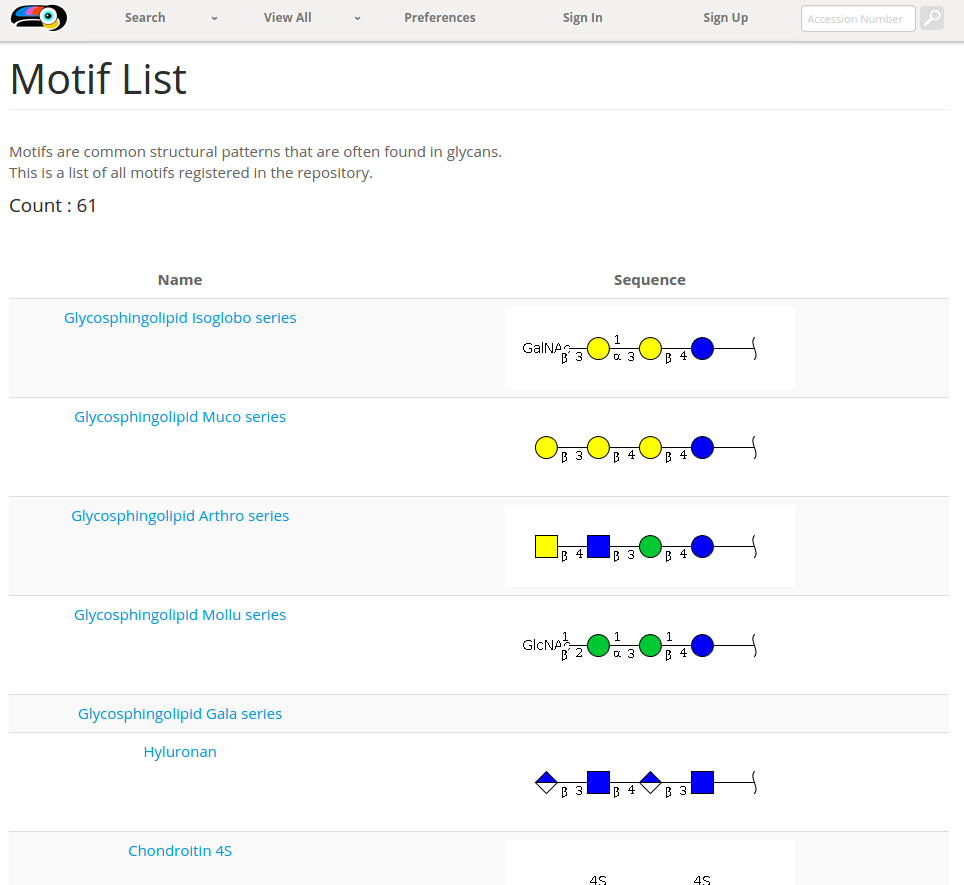 Search View All Preferences Sign In Sign Up Accession Number
Motif List
Motifs are common structural patterns that are often found in glycans.
This is a list of all motifs registered in the repository.
Count : 61
Name Sequence
Glycosphingolipid Isoglobo series
1
GalNAc
β 3 α 3 β 4
Glycosphingolipid Muco series
β 3 β 4 β 4
Glycosphingolipid Arthro series
β 4 β 3 β 4
Glycosphingolipid Mollu series
1 1 1
GlcNAc
β 2 α 3 β 4
Glycosphingolipid Gala series
Hyluronan
β 3 β 4 β 3
Chondroitin 4S
4S 4S